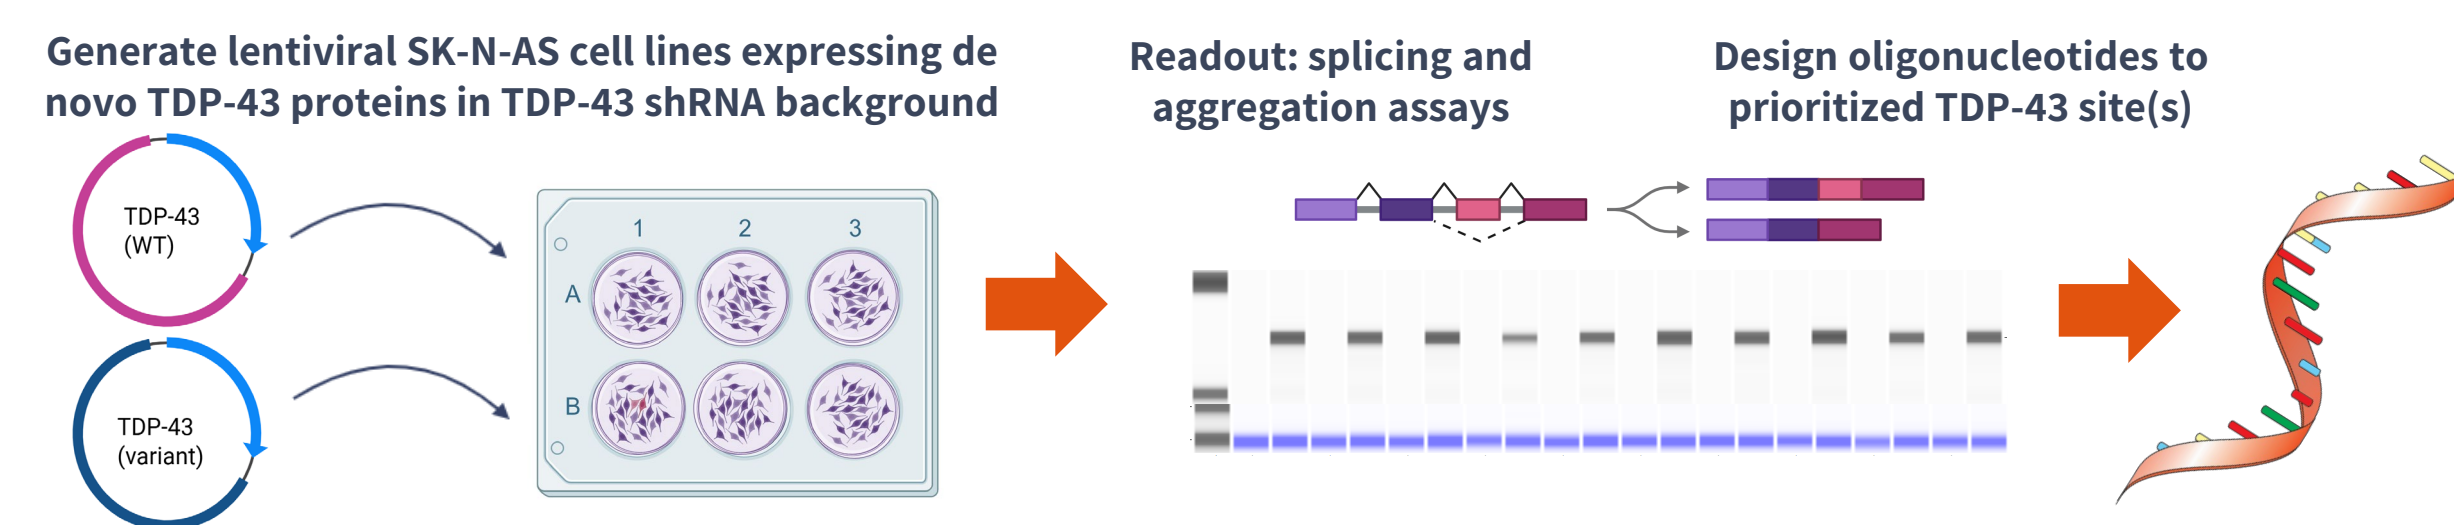 Generate lentiviral SK-N-AS cell lines expressing de
novo TDP-43 proteins in TDP-43 shRNA background
TDP-43
(WT)
TDP-43
(variant)
1 2 3
A
B
Readout: splicing and
aggregation assays
Design oligonucleotides to
prioritized TDP-43 site(s)